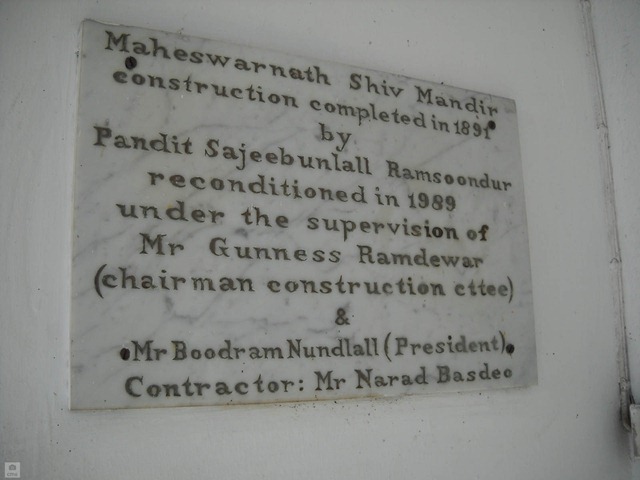 Maheswarnath Shiv Mandir
construction completed in 1891
by
Pandit Sajeebunlall Ramsoondur
reconditioned in 1989
under the supervision of
Mr Gunness Ramdewar
(chairman construction cttee)
&
Mr Boodram Nundlall (President)
Contractor: Mr Narad Basdeo